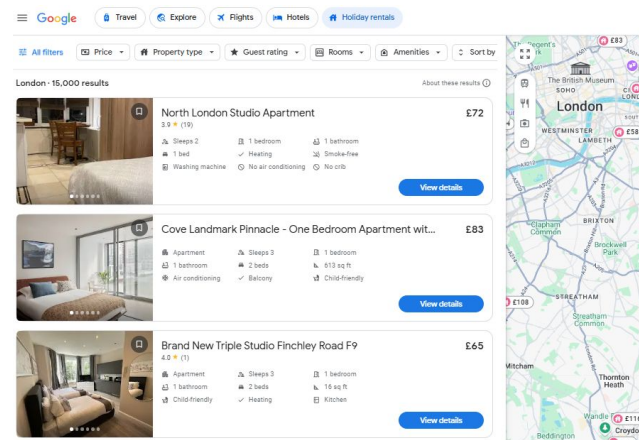 Google Travel Explore Flights Hotels Holiday rentals
All filters Price Property type Guest rating Rooms Amenities Sort by
London · 15,000 results About these results
North London Studio Apartment £72
3.9 ★ (19)
Sleeps 2 1 bedroom 1 bathroom
1 bed Heating Smoke-free
Washing machine No air conditioning No crib
View details
Cove Landmark Pinnacle - One Bedroom Apartment wit... £83
Apartment Sleeps 3 1 bedroom
1 bathroom 2 beds 613 sq ft
Air conditioning Balcony Child-friendly
View details
Brand New Triple Studio Finchley Road F9 £65
4.0 ★ (1)
Apartment Sleeps 3 1 bedroom
1 bathroom 2 beds 16 sq ft
Child-friendly Heating Kitchen
View details
£83
The Regent's
The British Museum
SOHO
London
WESTMINSTER
£58
LAMBETH
Clapham
Common
BRIXTON
Brockwell
Park
£108
STREATHAM
Streatham
Common
Mitcham
Thornton
Heath
Wandle
£116
Croydo
Beddington